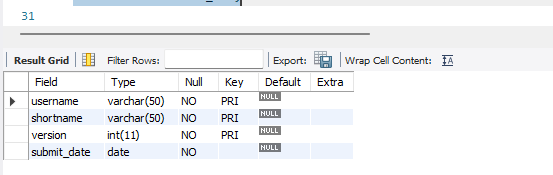 31
Result Grid Filter Rows: Export: Wrap Cell Content: IA
Field Type Null Key Default Extra
username varchar(50) NO PRI NULL
shortname varchar(50) NO PRI NULL
version int(11) NO PRI NULL
submit_date date NO NULL